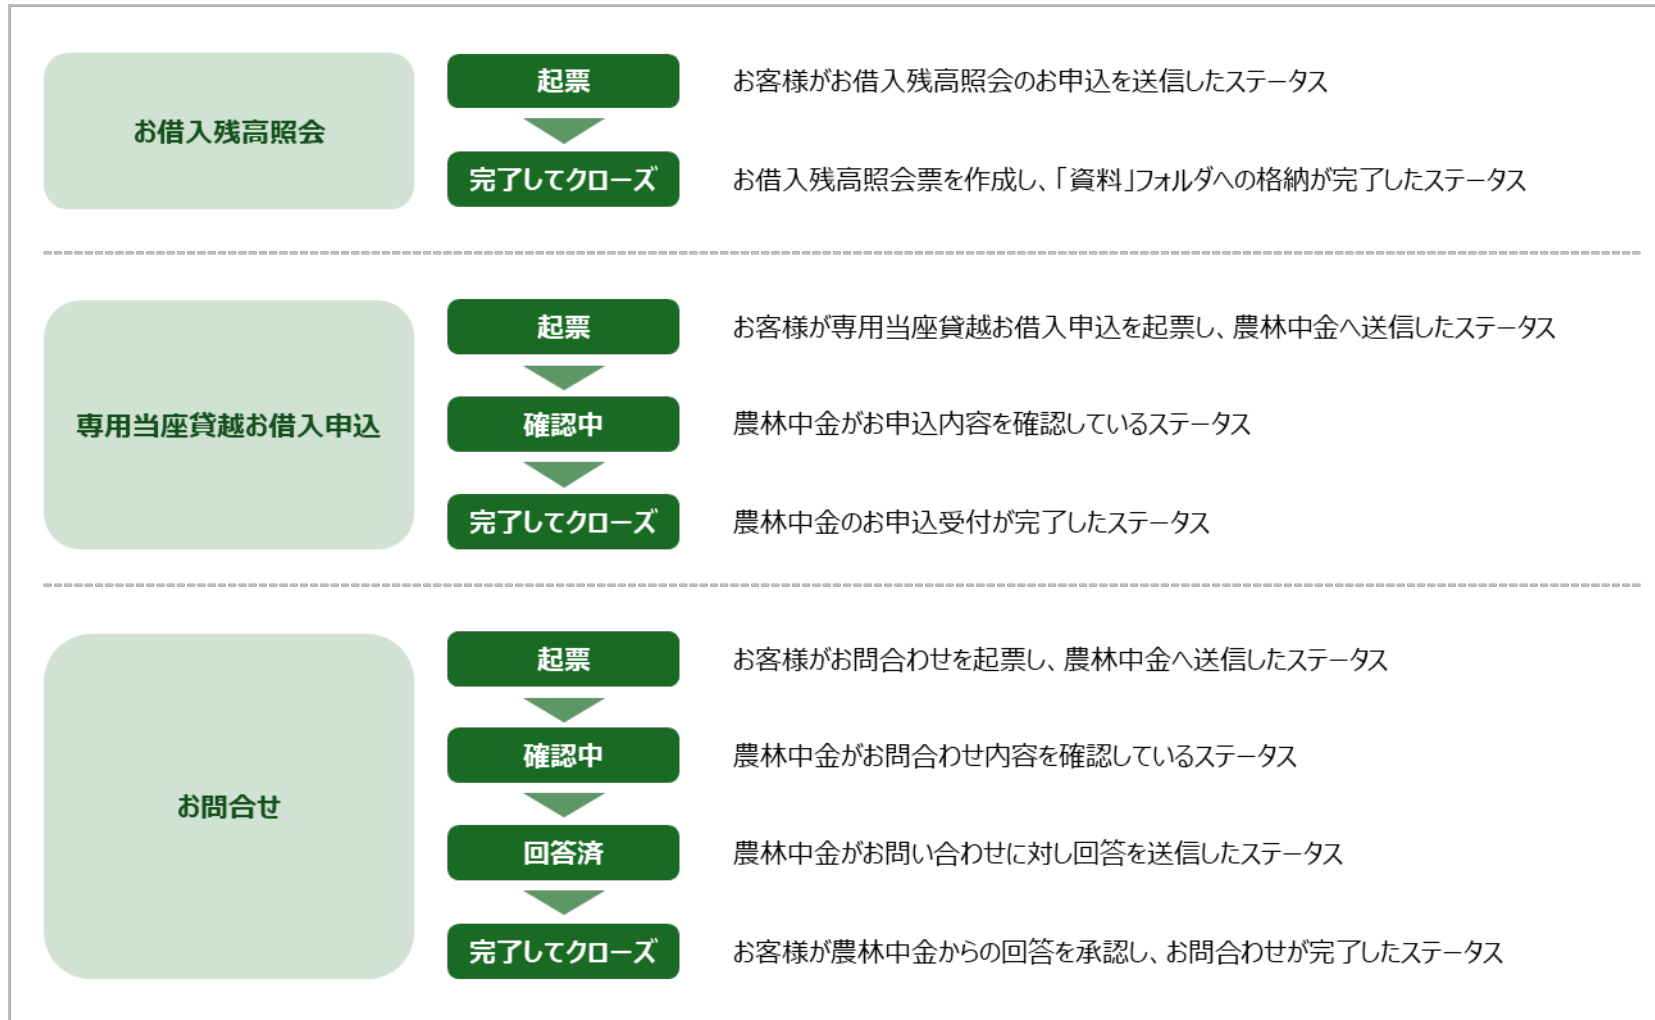 お借入残高照会
起票
お客様がお借入残高照会のお申込を送信したステータス
完了してクローズ
お借入残高照会票を作成し、「資料」フォルダへの格納が完了したステータス
専用当座貸越お借入申込
起票
お客様が専用当座貸越お借入申込を起票し、農林中金へ送信したステータス
確認中
農林中金がお申込内容を確認しているステータス
完了してクローズ
農林中金のお申込受付が完了したステータス
お問合せ
起票
お客様がお問合わせを起票し、農林中金へ送信したステータス
確認中
農林中金がお問合わせ内容を確認しているステータス
回答済
農林中金がお問い合わせに対し回答を送信したステータス
完了してクローズ
お客様が農林中金からの回答を承認し、お問合わせが完了したステータス